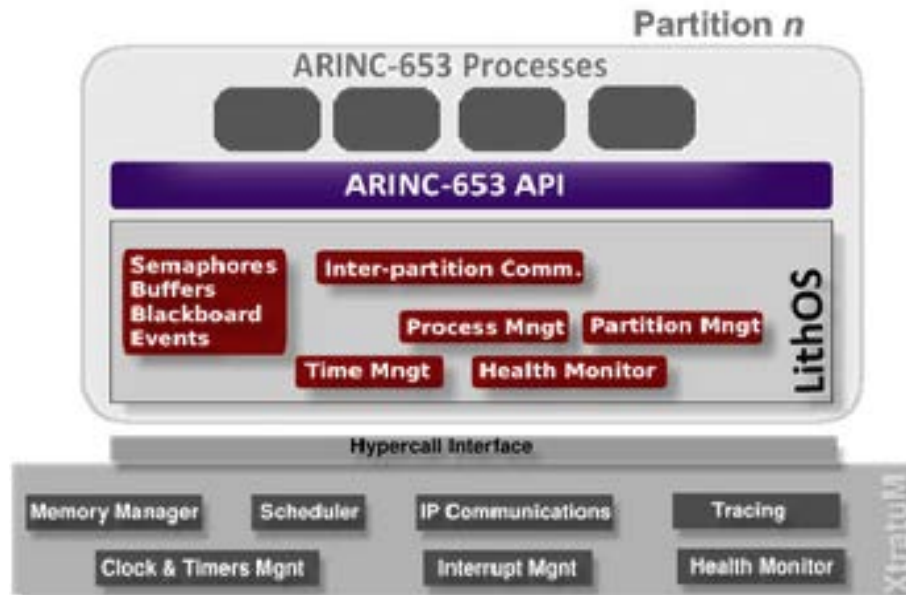 Partition n
ARINC-653 Processes
ARINC-653 API
Semaphores
Buffers
Blackboard
Events
Inter-partition Comm.
Process Mngt
Partition Mngt
Time Mngt
Health Monitor
LithOS
Hypercall Interface
Memory Manager
Scheduler
IP Communications
Tracing
Clock & Timers Mgnt
Interrupt Mgnt
Health Monitor
XtratuM